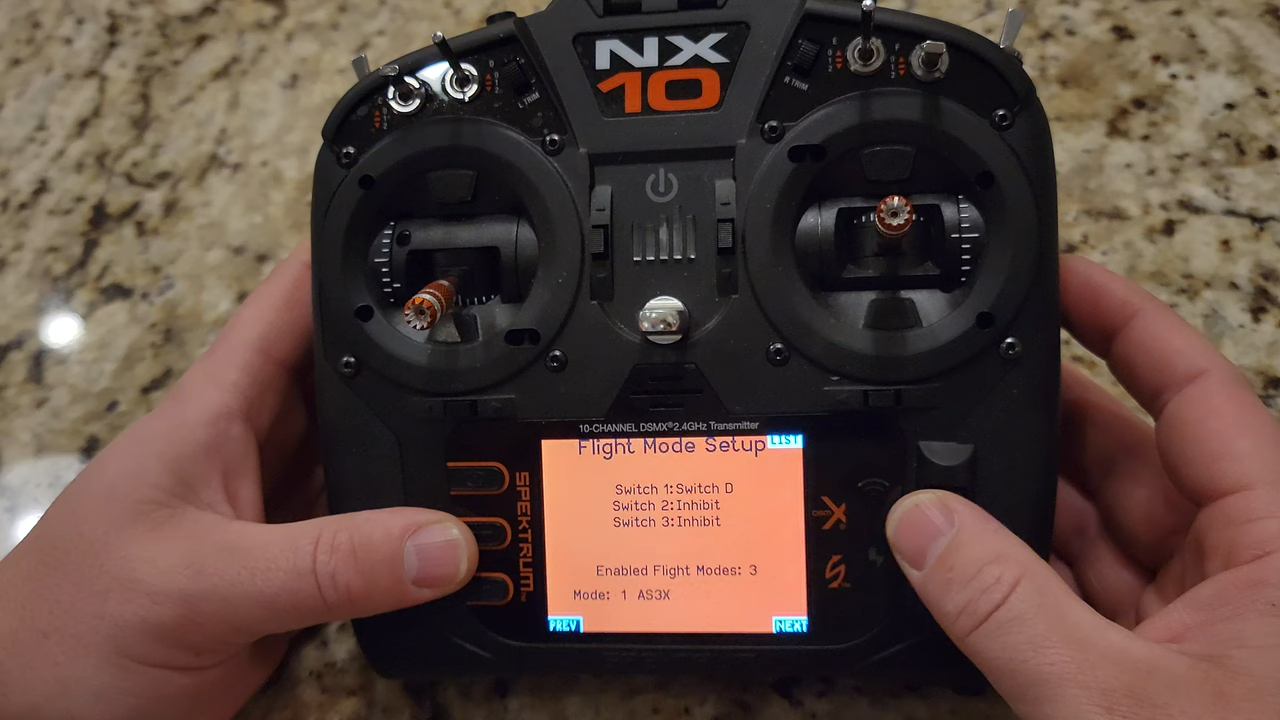 NX
10
L TRIM
R TRIM
D
E
F
10-CHANNEL DSMX® 2.4GHz Transmitter
SPEKTRUM
Flight Mode Setup
LIST
Switch 1: Switch D
Switch 2: Inhibit
Switch 3: Inhibit
Enabled Flight Modes: 3
Mode: 1 AS3X
PREV
NEXT
DSMX